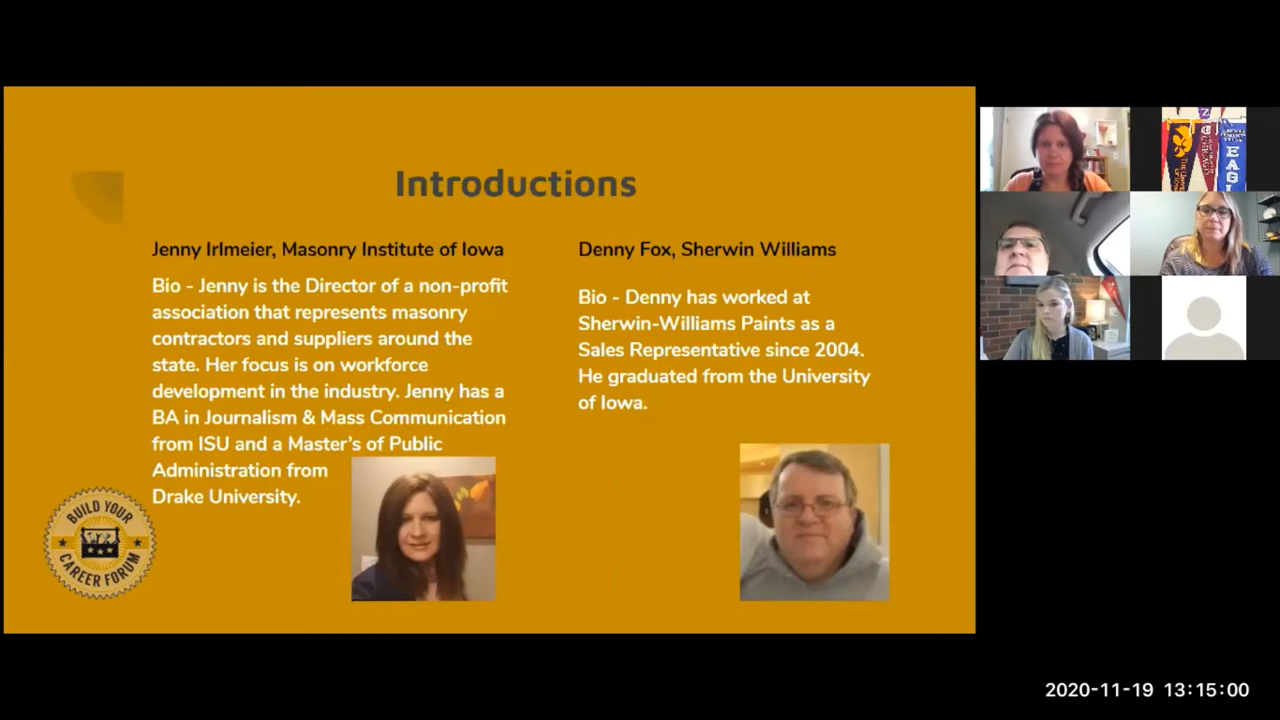 Introductions
Jenny Irlmeier, Masonry Institute of Iowa
Bio - Jenny is the Director of a non-profit
association that represents masonry
contractors and suppliers around the
state. Her focus is on workforce
development in the industry. Jenny has a
BA in Journalism & Mass Communication
from ISU and a Master's of Public
Administration from
Drake University.
Denny Fox, Sherwin Williams
Bio - Denny has worked at
Sherwin-Williams Paints as a
Sales Representative since 2004.
He graduated from the University
of Iowa.
BUILD YOUR
CAREER FORUM
2020-11-19 13:15:00